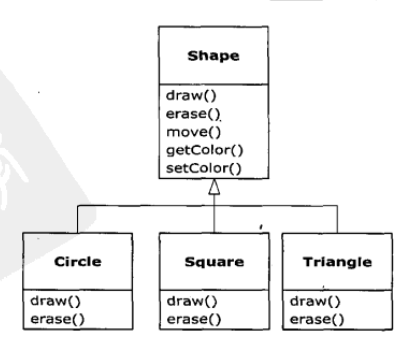 Shape
draw()
erase()
move()
getColor()
setColor()
Circle
draw()
erase()
Square
draw()
erase()
Triangle
draw()
erase()